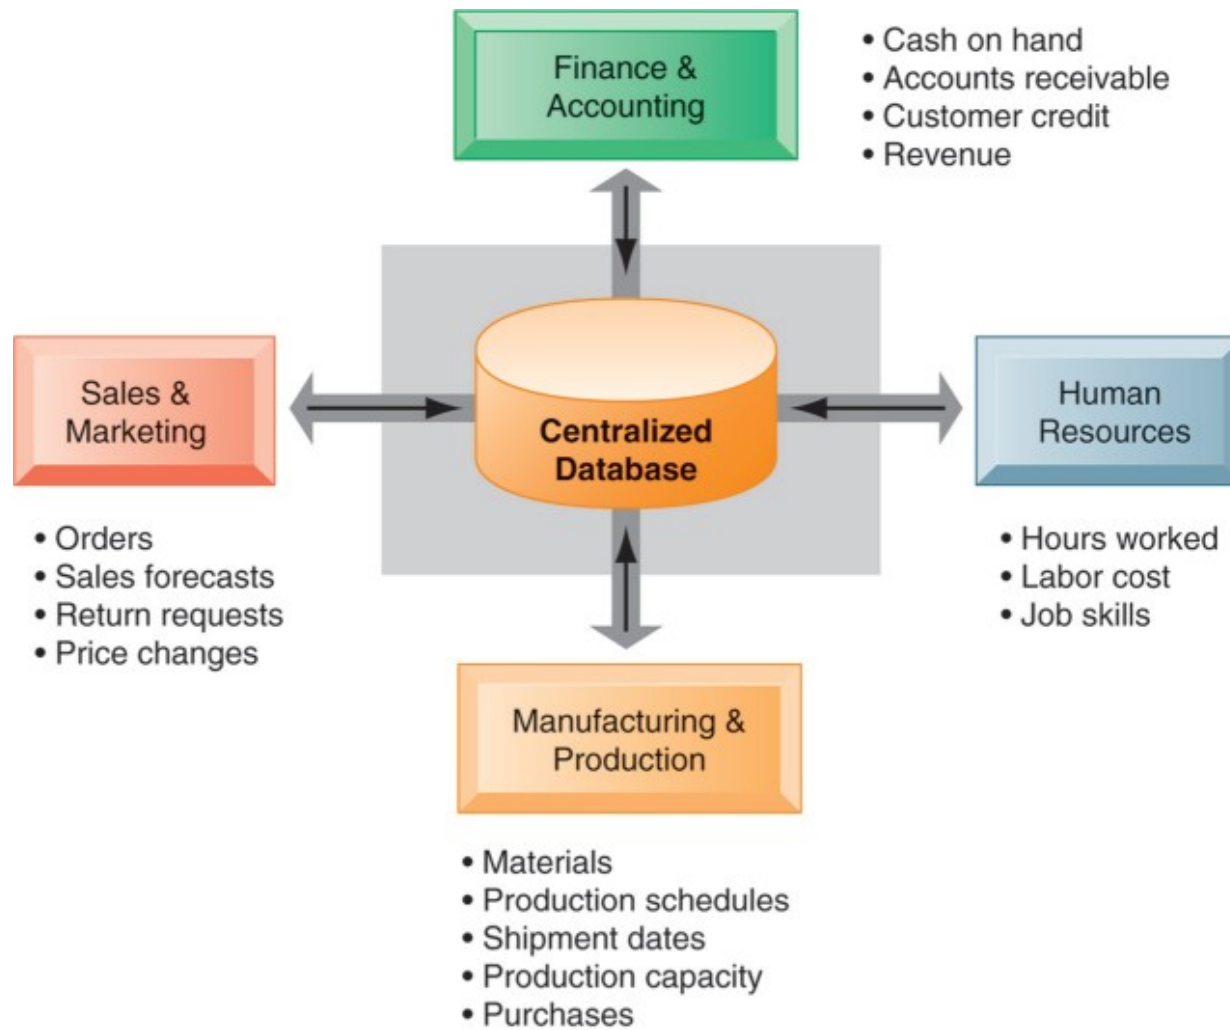 Finance &
Accounting
• Cash on hand
• Accounts receivable
• Customer credit
• Revenue
Sales &
Marketing
Centralized
Database
Human
Resources
• Orders
• Sales forecasts
• Return requests
• Price changes
• Hours worked
• Labor cost
• Job skills
Manufacturing &
Production
• Materials
• Production schedules
• Shipment dates
• Production capacity
• Purchases